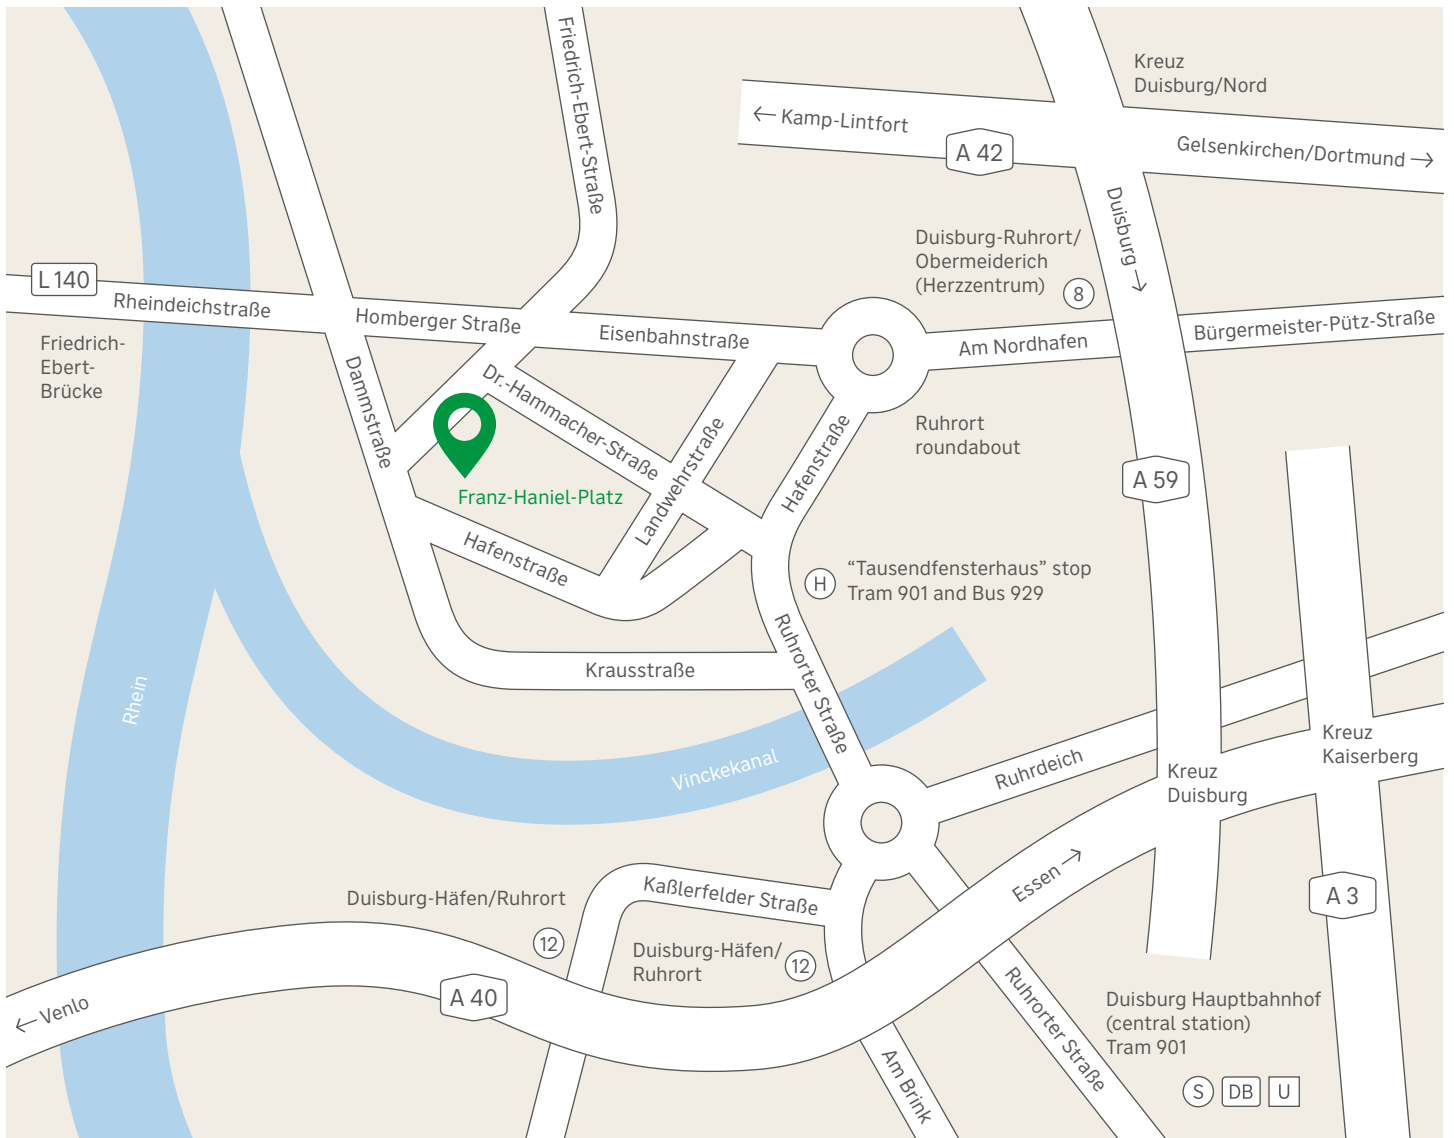 Friedrich-Ebert-Straße
Kreuz
Duisburg/Nord
← Kamp-Lintfort
A 42
Gelsenkirchen/Dortmund →
Duisburg →
Duisburg-Ruhrort/
Obermeiderich
(Herzzentrum)
8
L 140
Rheindeichstraße
Homberger Straße
Eisenbahnstraße
Am Nordhafen
Bürgermeister-Pütz-Straße
Friedrich-
Ebert-
Brücke
Dammstraße
Dr.-Hammacher-Straße
Landwehrstraße
Hafenstraße
Ruhrort
roundabout
A 59
Franz-Haniel-Platz
Hafenstraße
H
“Tausendfensterhaus” stop
Tram 901 and Bus 929
Ruhrorter Straße
Krausstraße
Rhein
Vinckekanal
Ruhrdeich
Kreuz
Kaiserberg
Kreuz
Duisburg
Essen →
Kaßlerfelder Straße
A 3
Duisburg-Häfen/Ruhrort
12
Duisburg-Häfen/
Ruhrort
12
A 40
← Venlo
Ruhrorter Straße
Am Brink
Duisburg Hauptbahnhof
(central station)
Tram 901
S DB U